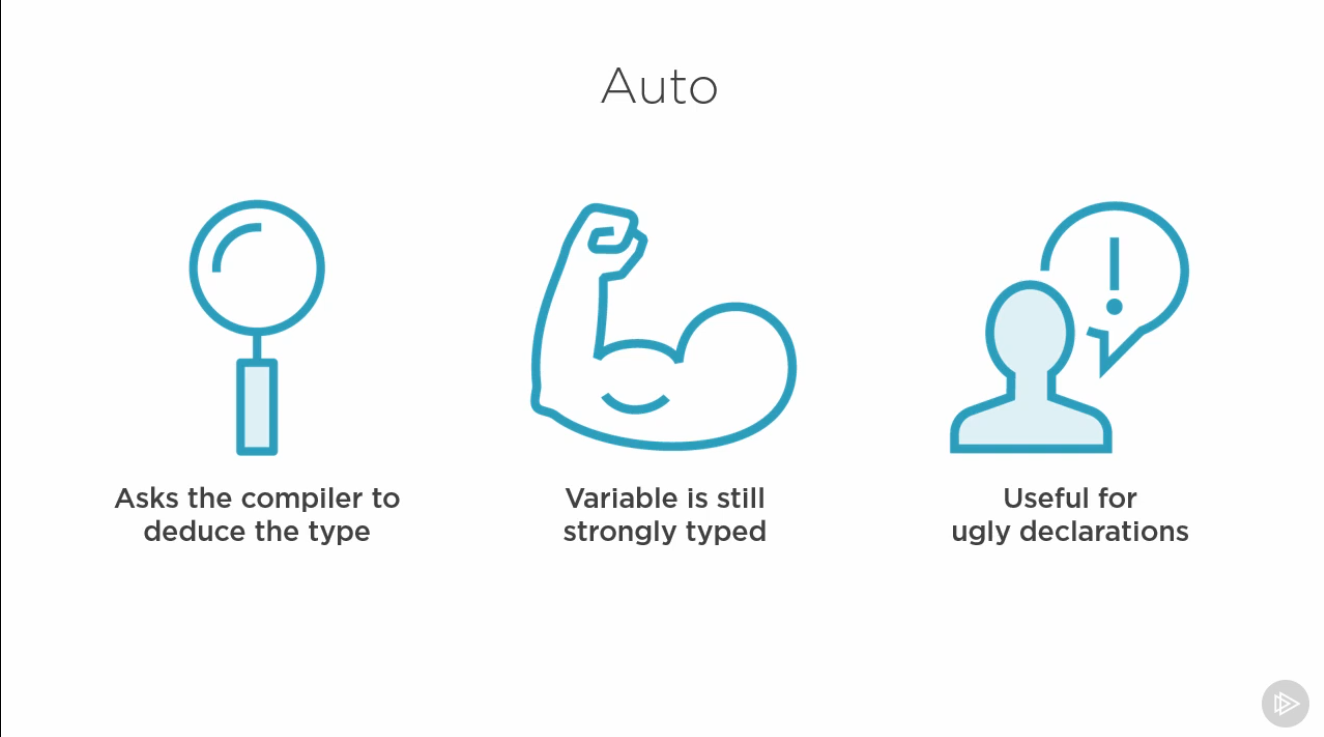 Auto
Asks the compiler to
deduce the type
Variable is still
strongly typed
Useful for
ugly declarations